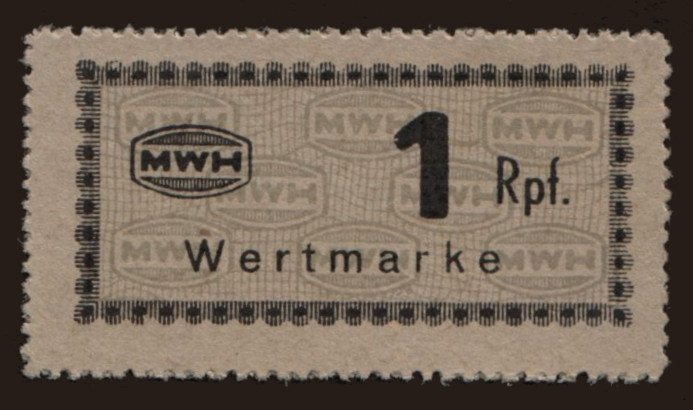 MWH
1 Rpf.
Wertmarke